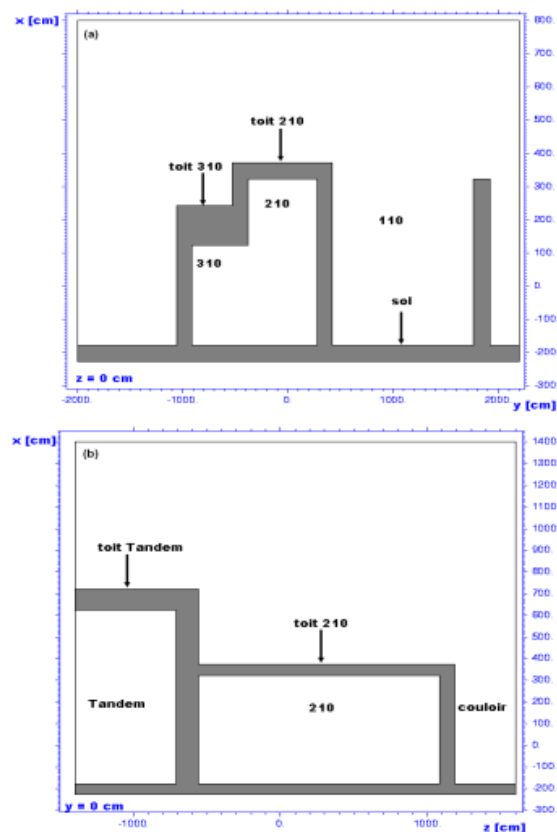 x [cm]
(a)
800.
700.
600.
toit 210
500.
400.
toit 310
300.
210
200.
110
310
100.
0.
sol
-100.
-200.
z = 0 cm
-300.
-2000. -1000. 0. 1000. 2000
y [cm]
x [cm]
(b)
1400
1300
1200
1100
1000
900.
toit Tandem
800.
700.
600.
toit 210
500.
400.
300.
Tandem
210
couloir
200.
100.
0.
-100.
-200.
y = 0 cm
-300.
-1000. 0. 1000.
z [cm]